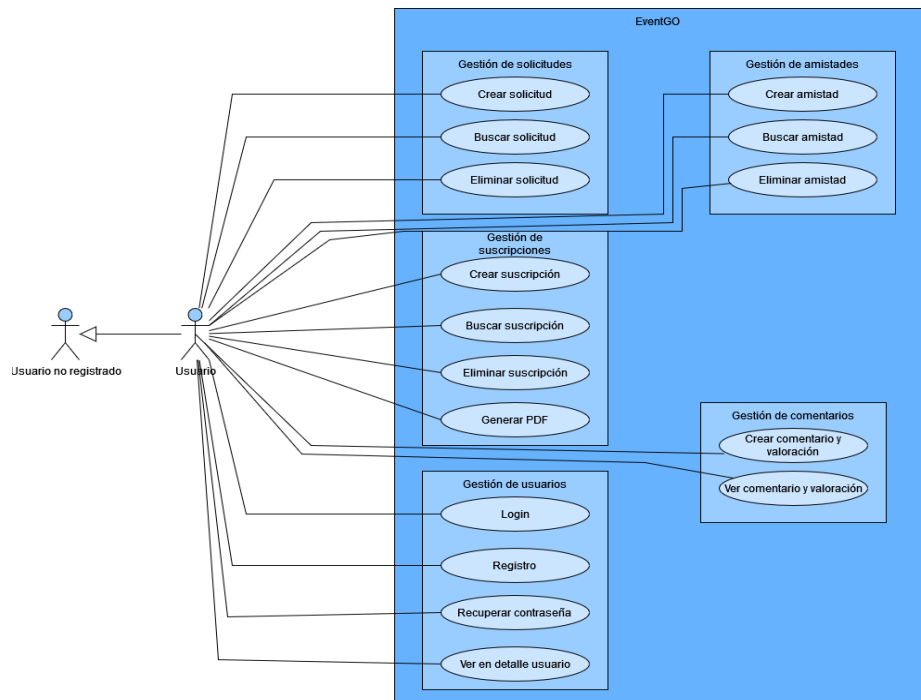 EventGO
Gestión de solicitudes
Crear solicitud
Buscar solicitud
Eliminar solicitud
Gestión de amistades
Crear amistad
Buscar amistad
Eliminar amistad
Gestión de
suscripciones
Crear suscripción
Buscar suscripción
Eliminar suscripción
Generar PDF
Usuario no registrado
Usuario
Gestión de comentarios
Crear comentario y
valoración
Ver comentario y valoración
Gestión de usuarios
Login
Registro
Recuperar contraseña
Ver en detalle usuario